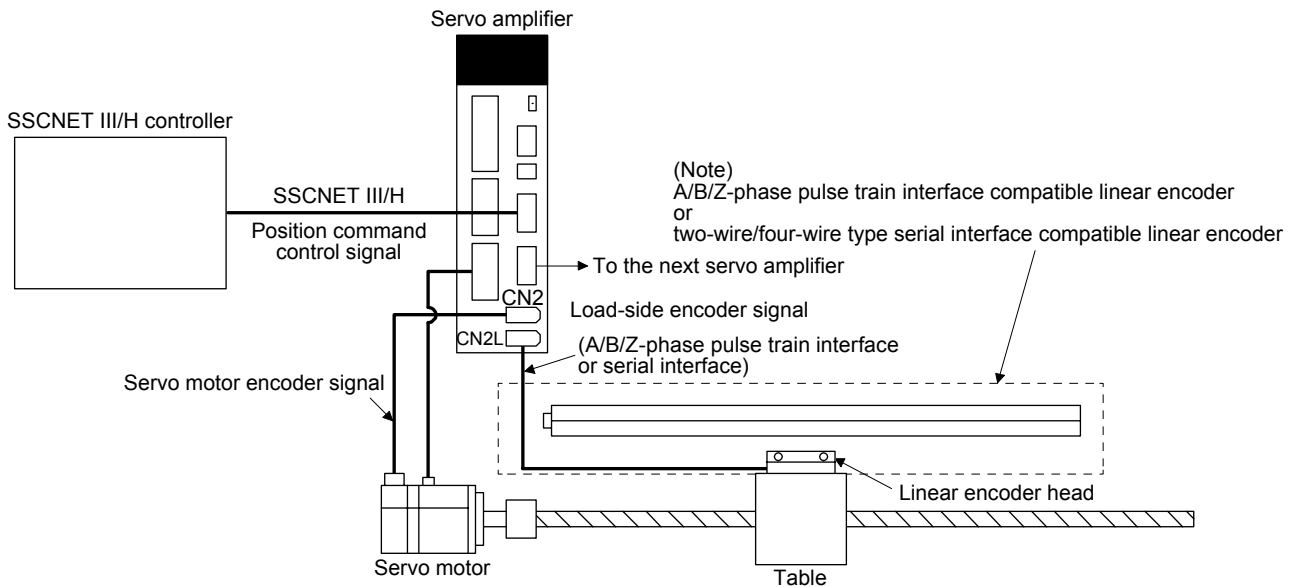 Servo amplifier
SSCNET III/H controller
(Note)
A/B/Z-phase pulse train interface compatible linear encoder
or
two-wire/four-wire type serial interface compatible linear encoder
SSCNET III/H
Position command
control signal
To the next servo amplifier
CN2
Load-side encoder signal
CN2L
(A/B/Z-phase pulse train interface
or serial interface)
Servo motor encoder signal
Linear encoder head
Servo motor
Table